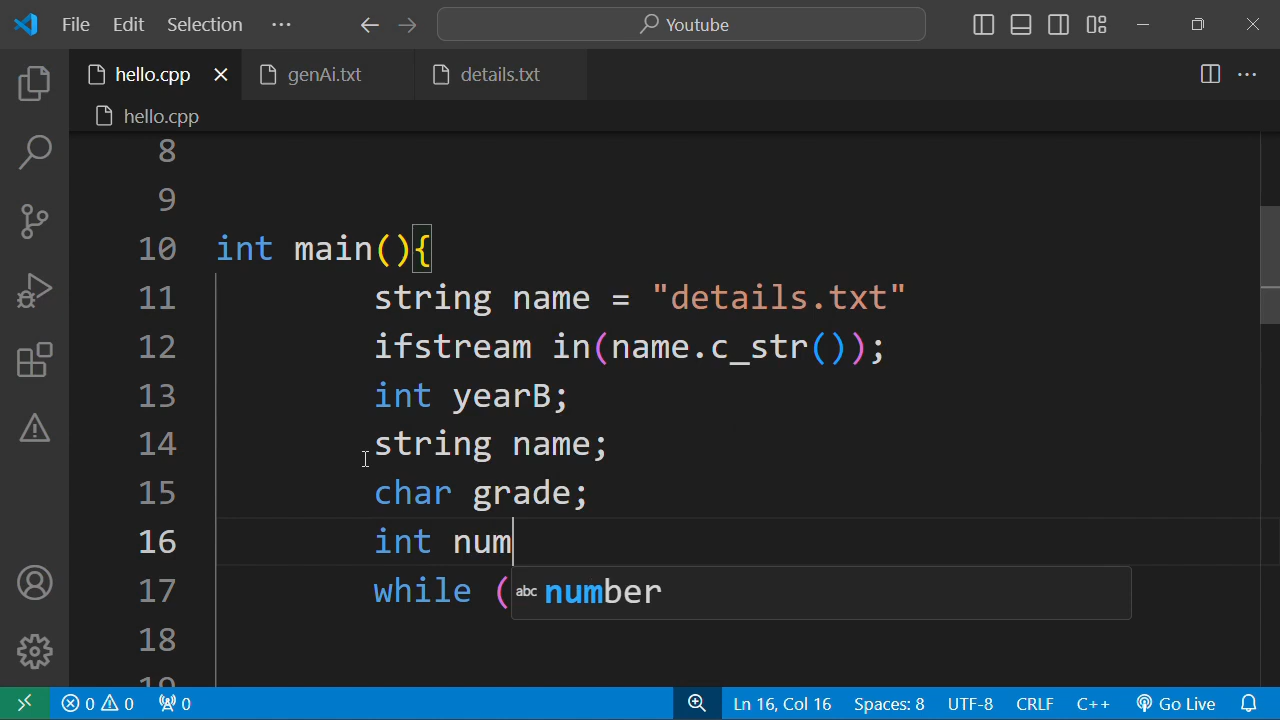 File Edit Selection ··· Youtube
hello.cpp genAi.txt details.txt
hello.cpp
8
9
10 int main(){
11 string name = "details.txt"
12 ifstream in(name.c_str());
13 int yearB;
14 string name;
15 char grade;
16 int num
17 while ( abc number
18
19
0 0 0 Ln 16, Col 16 Spaces: 8 UTF-8 CRLF C++ Go Live